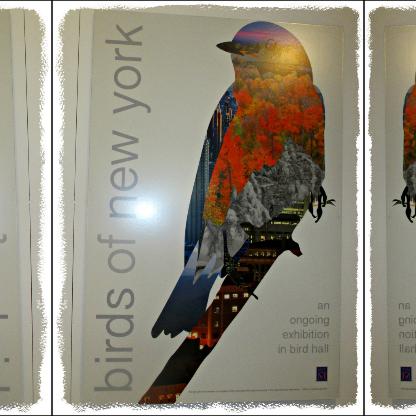 birds of new york
an
ongoing
exhibition
in bird hall